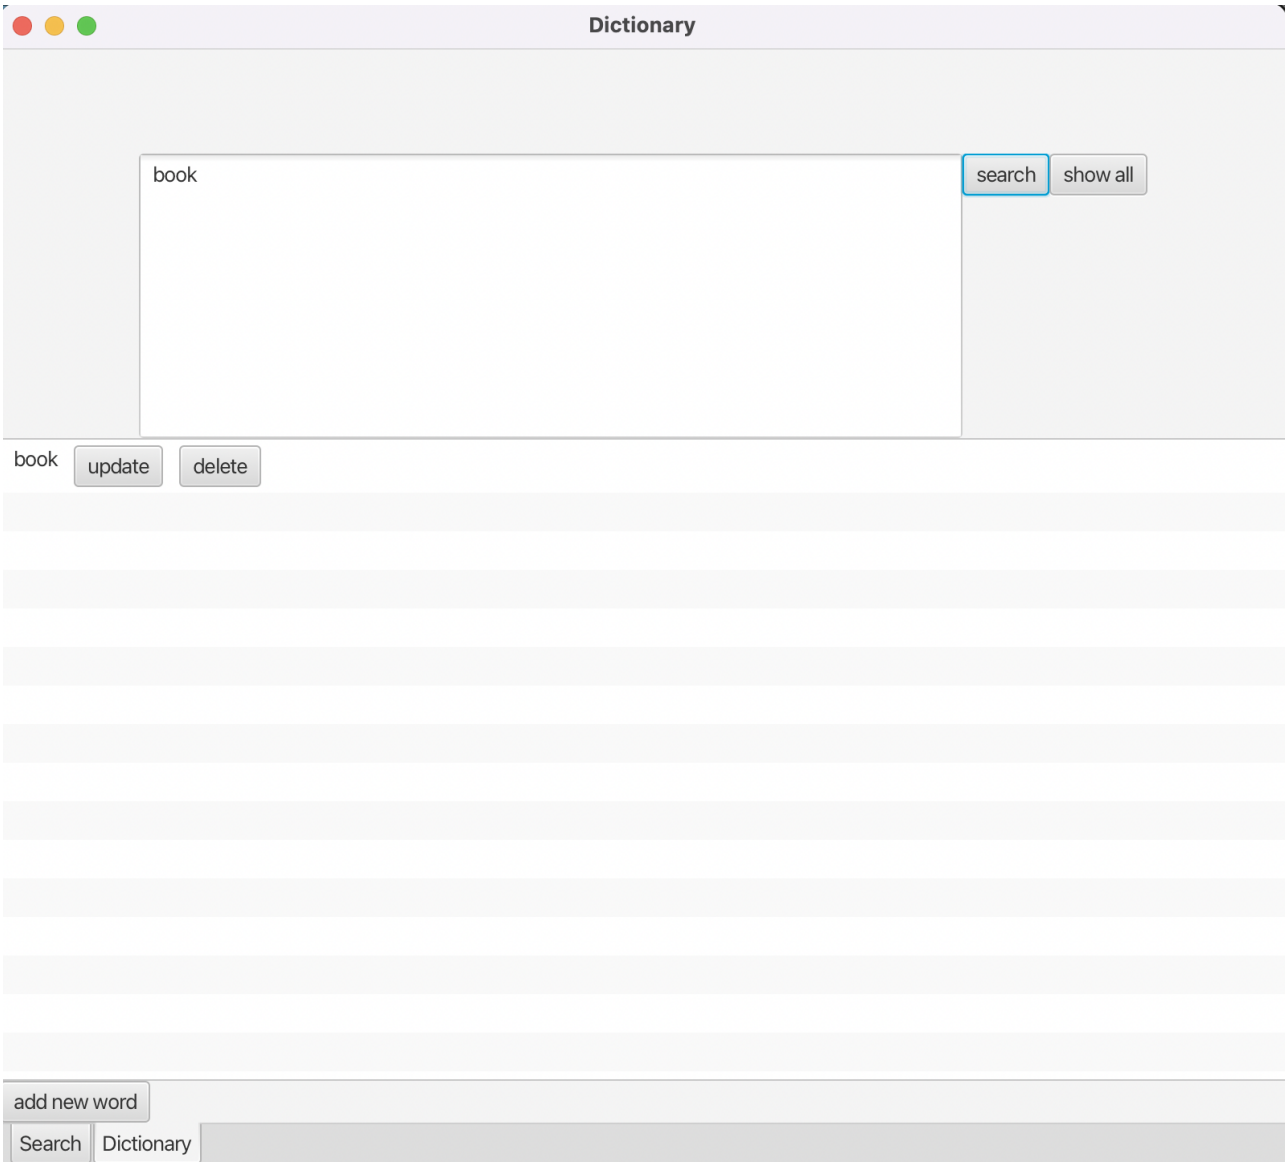 Dictionary
book search show all
book update delete
add new word
Search Dictionary